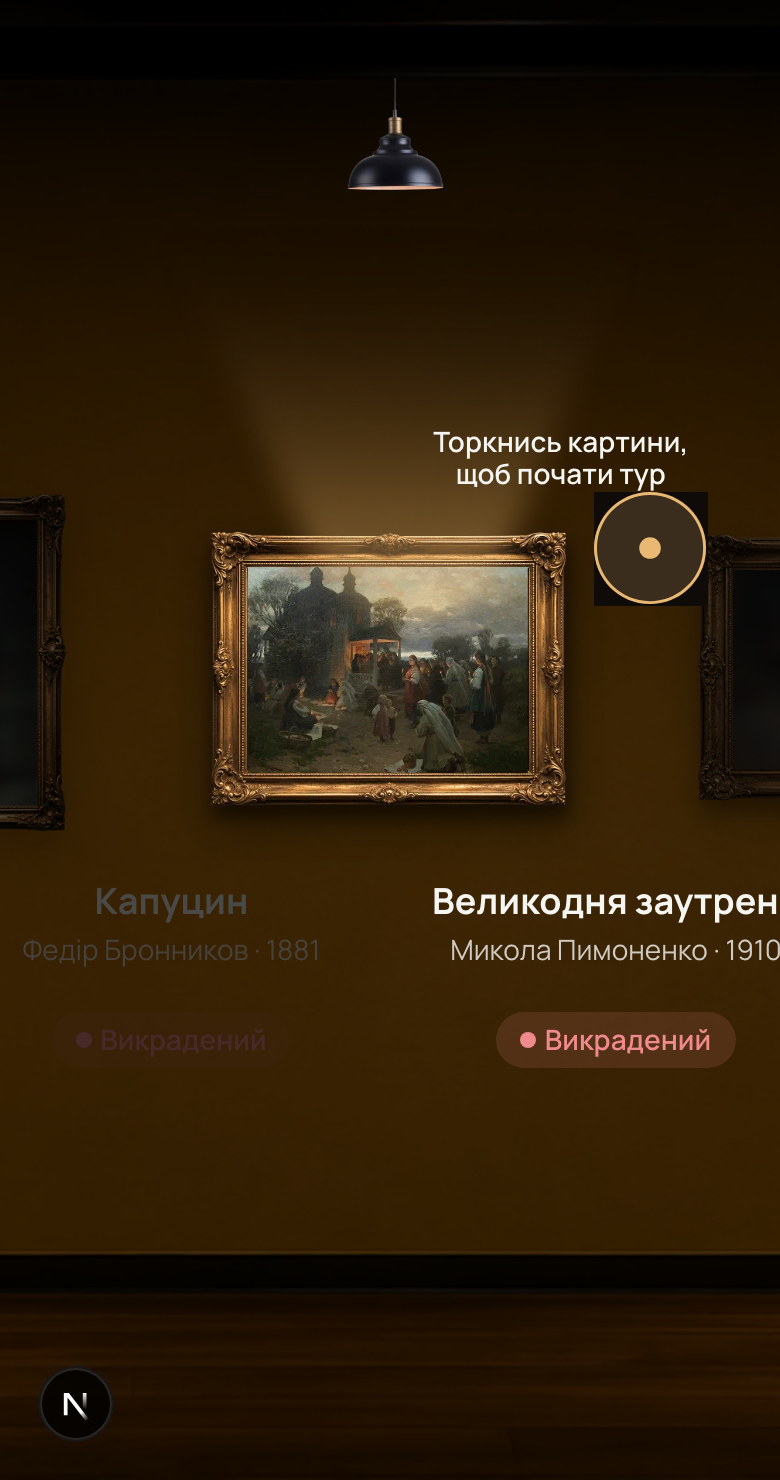 Торкнись картини,
щоб почати тур
Капуцин
Федір Бронников · 1881
Викрадений
Великодня заутрен
Микола Пимоненко · 1910
Викрадений
N